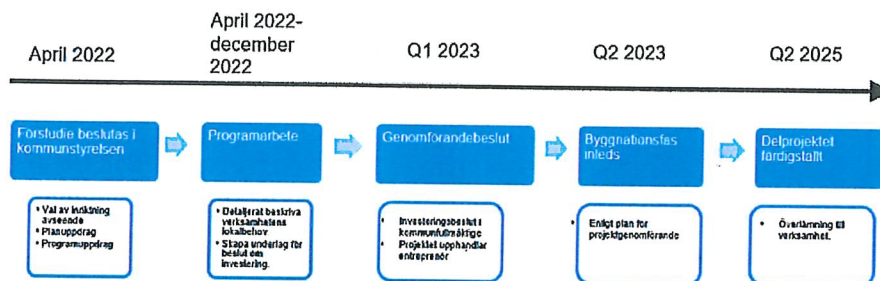 April 2022
April 2022-
december
2022
Q1 2023
Q2 2023
Q2 2025
Förstudie beslutas i
kommunstyrelsen
Programarbete
Genomförandebeslut
Byggnationsfas
inleds
Delprojektet
färdigställt
• Val av inriktning
avseende
• Planuppdrag
• Programuppdrag
• Detaljerat beskriva
verksamhetens
lokalbehov
• Skapa underlag för
beslut om
investering.
• Investeringsbeslut i
kommunfullmäktige
• Projektet upphandlar
entreprenör
• Enligt plan för
projektgenomförande
• Överlämning till
verksamhet.